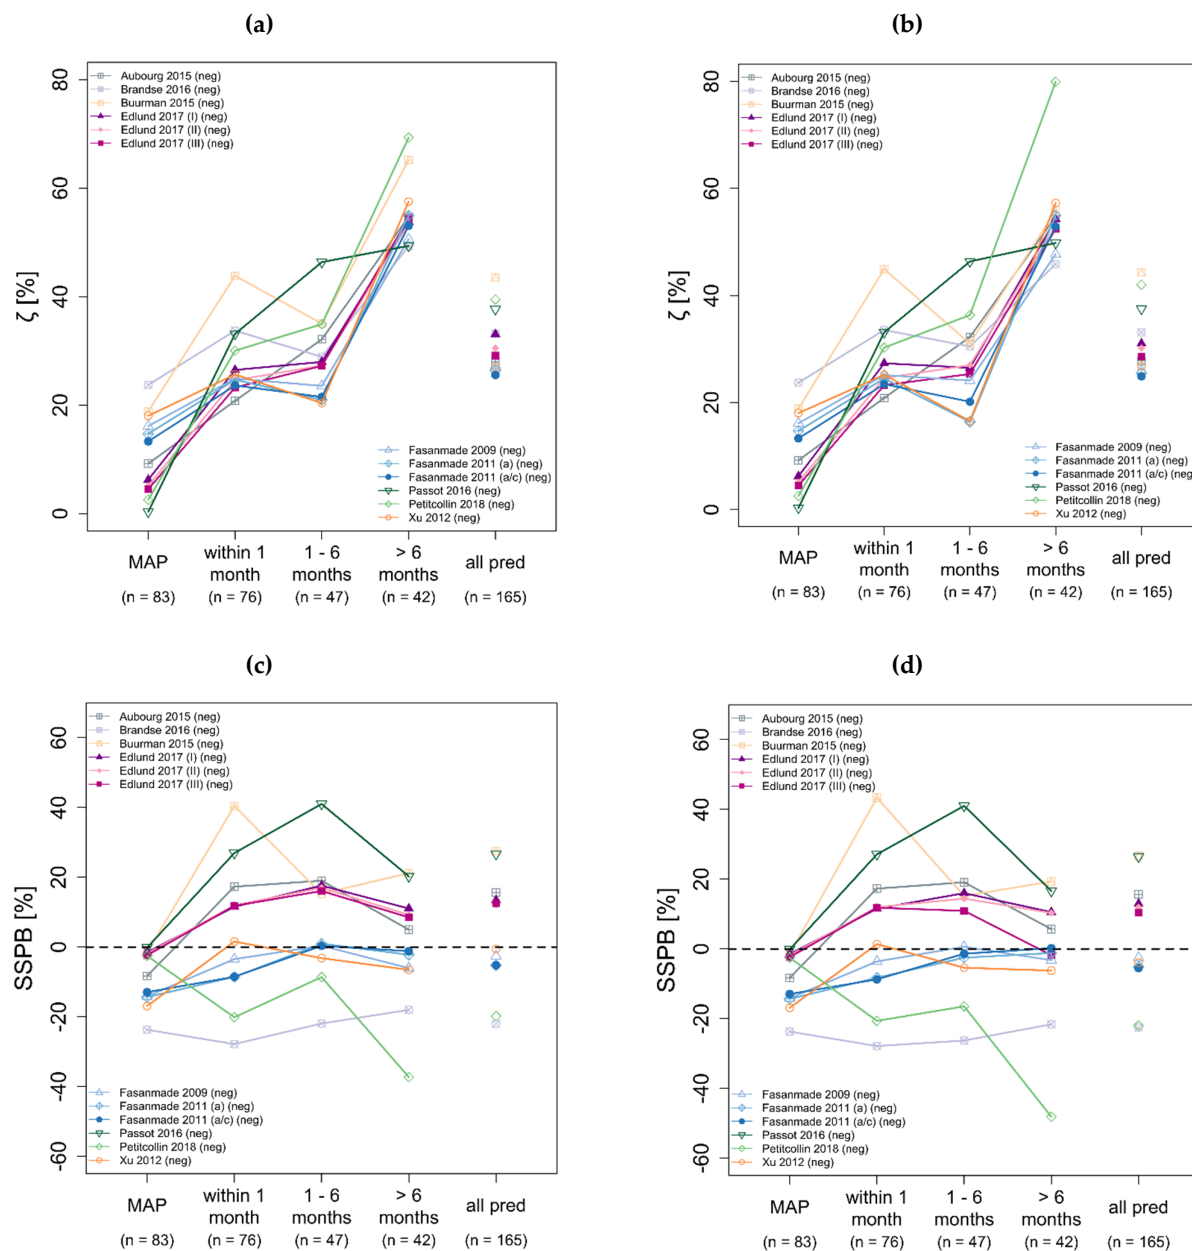 (a)
80
60
40
20
0
ζ [%]
Aubourg 2015 (neg)
Brandse 2016 (neg)
Buurman 2015 (neg)
Edlund 2017 (I) (neg)
Edlund 2017 (II) (neg)
Edlund 2017 (III) (neg)
Fasanmade 2009 (neg)
Fasanmade 2011 (a) (neg)
Fasanmade 2011 (a/c) (neg)
Passot 2016 (neg)
Petitcollin 2018 (neg)
Xu 2012 (neg)
MAP
(n = 83)
within 1
month
(n = 76)
1 - 6
months
(n = 47)
> 6
months
(n = 42)
all pred
(n = 165)
(b)
80
60
40
20
0
ζ [%]
Aubourg 2015 (neg)
Brandse 2016 (neg)
Buurman 2015 (neg)
Edlund 2017 (I) (neg)
Edlund 2017 (II) (neg)
Edlund 2017 (III) (neg)
Fasanmade 2009 (neg)
Fasanmade 2011 (a) (neg)
Fasanmade 2011 (a/c) (neg
Passot 2016 (neg)
Petitcollin 2018 (neg)
Xu 2012 (neg)
MAP
(n = 83)
within 1
month
(n = 76)
1 - 6
months
(n = 47)
> 6
months
(n = 42)
all pred
(n = 165)
(c)
60
40
20
0
-20
-40
-60
SSPB [%]
Aubourg 2015 (neg)
Brandse 2016 (neg)
Buurman 2015 (neg)
Edlund 2017 (I) (neg)
Edlund 2017 (II) (neg)
Edlund 2017 (III) (neg)
Fasanmade 2009 (neg)
Fasanmade 2011 (a) (neg)
Fasanmade 2011 (a/c) (neg)
Passot 2016 (neg)
Petitcollin 2018 (neg)
Xu 2012 (neg)
MAP
(n = 83)
within 1
month
(n = 76)
1 - 6
months
(n = 47)
> 6
months
(n = 42)
all pred
(n = 165)
(d)
60
40
20
0
-20
-40
-60
SSPB [%]
Aubourg 2015 (neg)
Brandse 2016 (neg)
Buurman 2015 (neg)
Edlund 2017 (I) (neg)
Edlund 2017 (II) (neg)
Edlund 2017 (III) (neg)
Fasanmade 2009 (neg)
Fasanmade 2011 (a) (neg)
Fasanmade 2011 (a/c) (neg)
Passot 2016 (neg)
Petitcollin 2018 (neg)
Xu 2012 (neg)
MAP
(n = 83)
within 1
month
(n = 76)
1 - 6
months
(n = 47)
> 6
months
(n = 42)
all pred
(n = 165)